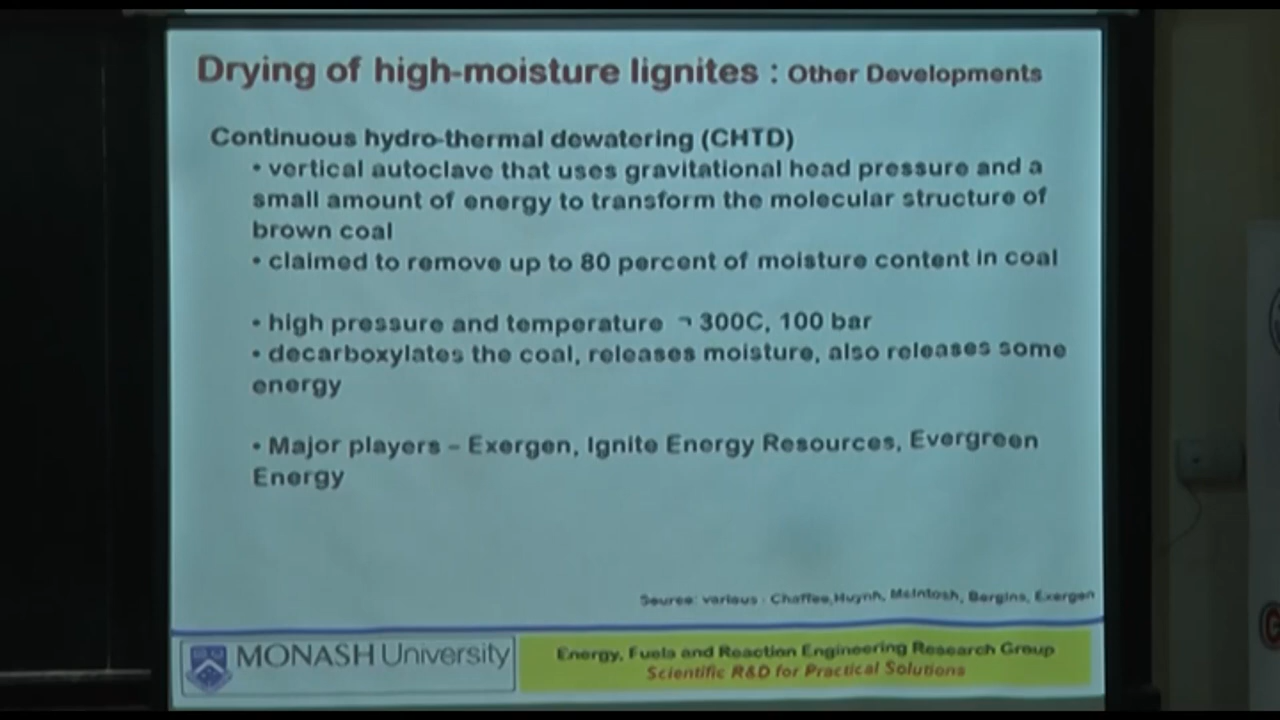 Drying of high-moisture lignites : Other Developments
Continuous hydro-thermal dewatering (CHTD)
• vertical autoclave that uses gravitational head pressure and a
small amount of energy to transform the molecular structure of
brown coal
• claimed to remove up to 80 percent of moisture content in coal
• high pressure and temperature ¬ 300C, 100 bar
• decarboxylates the coal, releases moisture, also releases some
energy
• Major players – Exergen, Ignite Energy Resources, Evergreen
Energy
Source: various - Chaffee,Huynh, McIntosh, Bergins, Exergen
MONASH University
Energy, Fuels and Reaction Engineering Research Group
Scientific R&D for Practical Solutions